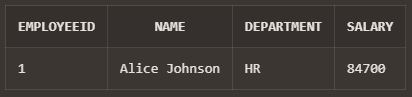 EMPLOYEEID NAME DEPARTMENT SALARY
1 Alice Johnson HR 84700